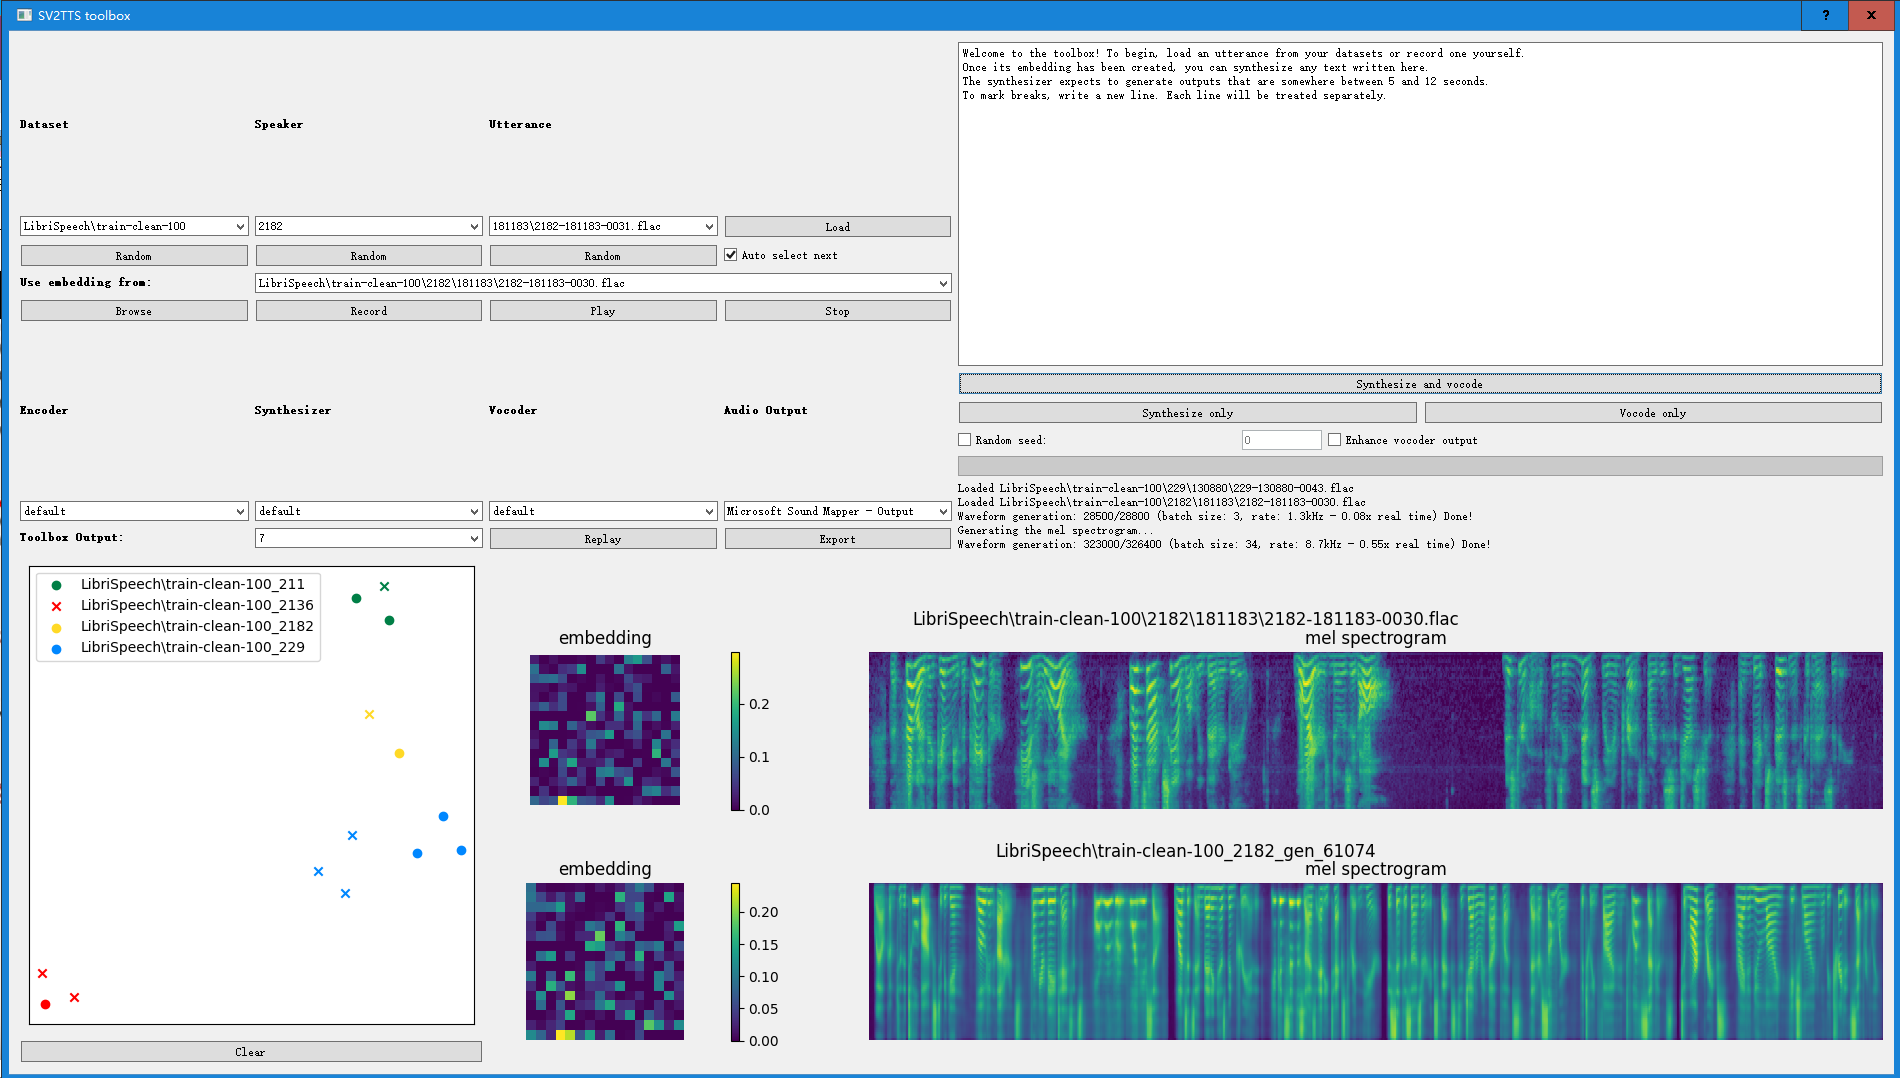 SV2TTS toolbox
?
x
Dataset
Speaker
Utterance
LibriSpeech\train-clean-100
2182
181183\2182-181183-0031.flac
Load
Random
Random
Random
Auto select next
Use embedding from:
LibriSpeech\train-clean-100\2182\181183\2182-181183-0030.flac
Browse
Record
Play
Stop
Encoder
Synthesizer
Vocoder
Audio Output
default
default
default
Microsoft Sound Mapper - Output
Toolbox Output:
7
Replay
Export
Welcome to the toolbox! To begin, load an utterance from your datasets or record one yourself.
Once its embedding has been created, you can synthesize any text written here.
The synthesizer expects to generate outputs that are somewhere between 5 and 12 seconds.
To mark breaks, write a new line. Each line will be treated separately.
Synthesize and vocode
Synthesize only
Vocode only
Random seed:
0
Enhance vocoder output
Loaded LibriSpeech\train-clean-100\229\130880\229-130880-0043.flac
Loaded LibriSpeech\train-clean-100\2182\181183\2182-181183-0030.flac
Waveform generation: 28500/28800 (batch size: 3, rate: 1.3kHz - 0.08x real time) Done!
Generating the mel spectrogram...
Waveform generation: 323000/326400 (batch size: 34, rate: 8.7kHz - 0.55x real time) Done!
LibriSpeech\train-clean-100_211
LibriSpeech\train-clean-100_2136
LibriSpeech\train-clean-100_2182
LibriSpeech\train-clean-100_229
Clear
LibriSpeech\train-clean-100\2182\181183\2182-181183-0030.flac
embedding
mel spectrogram
0.2
0.1
0.0
LibriSpeech\train-clean-100_2182_gen_61074
embedding
mel spectrogram
0.20
0.15
0.10
0.05
0.00